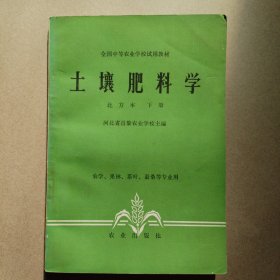 全国中等农业学校试用教材
土壤肥料学
北方本 下册
河北省昌黎农业学校主编
农学、果林、茶叶、蚕桑等专业用
农业出版社